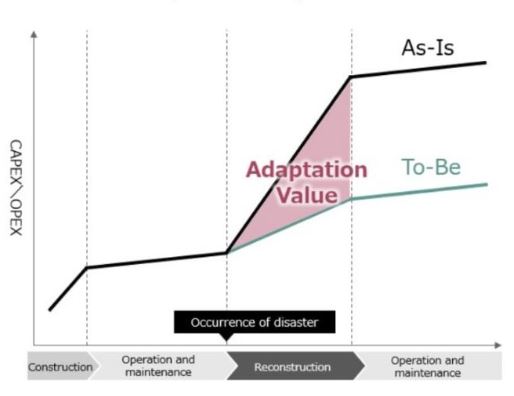 As-Is
CAPEX＼OPEX
Adaptation
Value
To-Be
Occurrence of disaster
Construction
Operation and
maintenance
Reconstruction
Operation and
maintenance